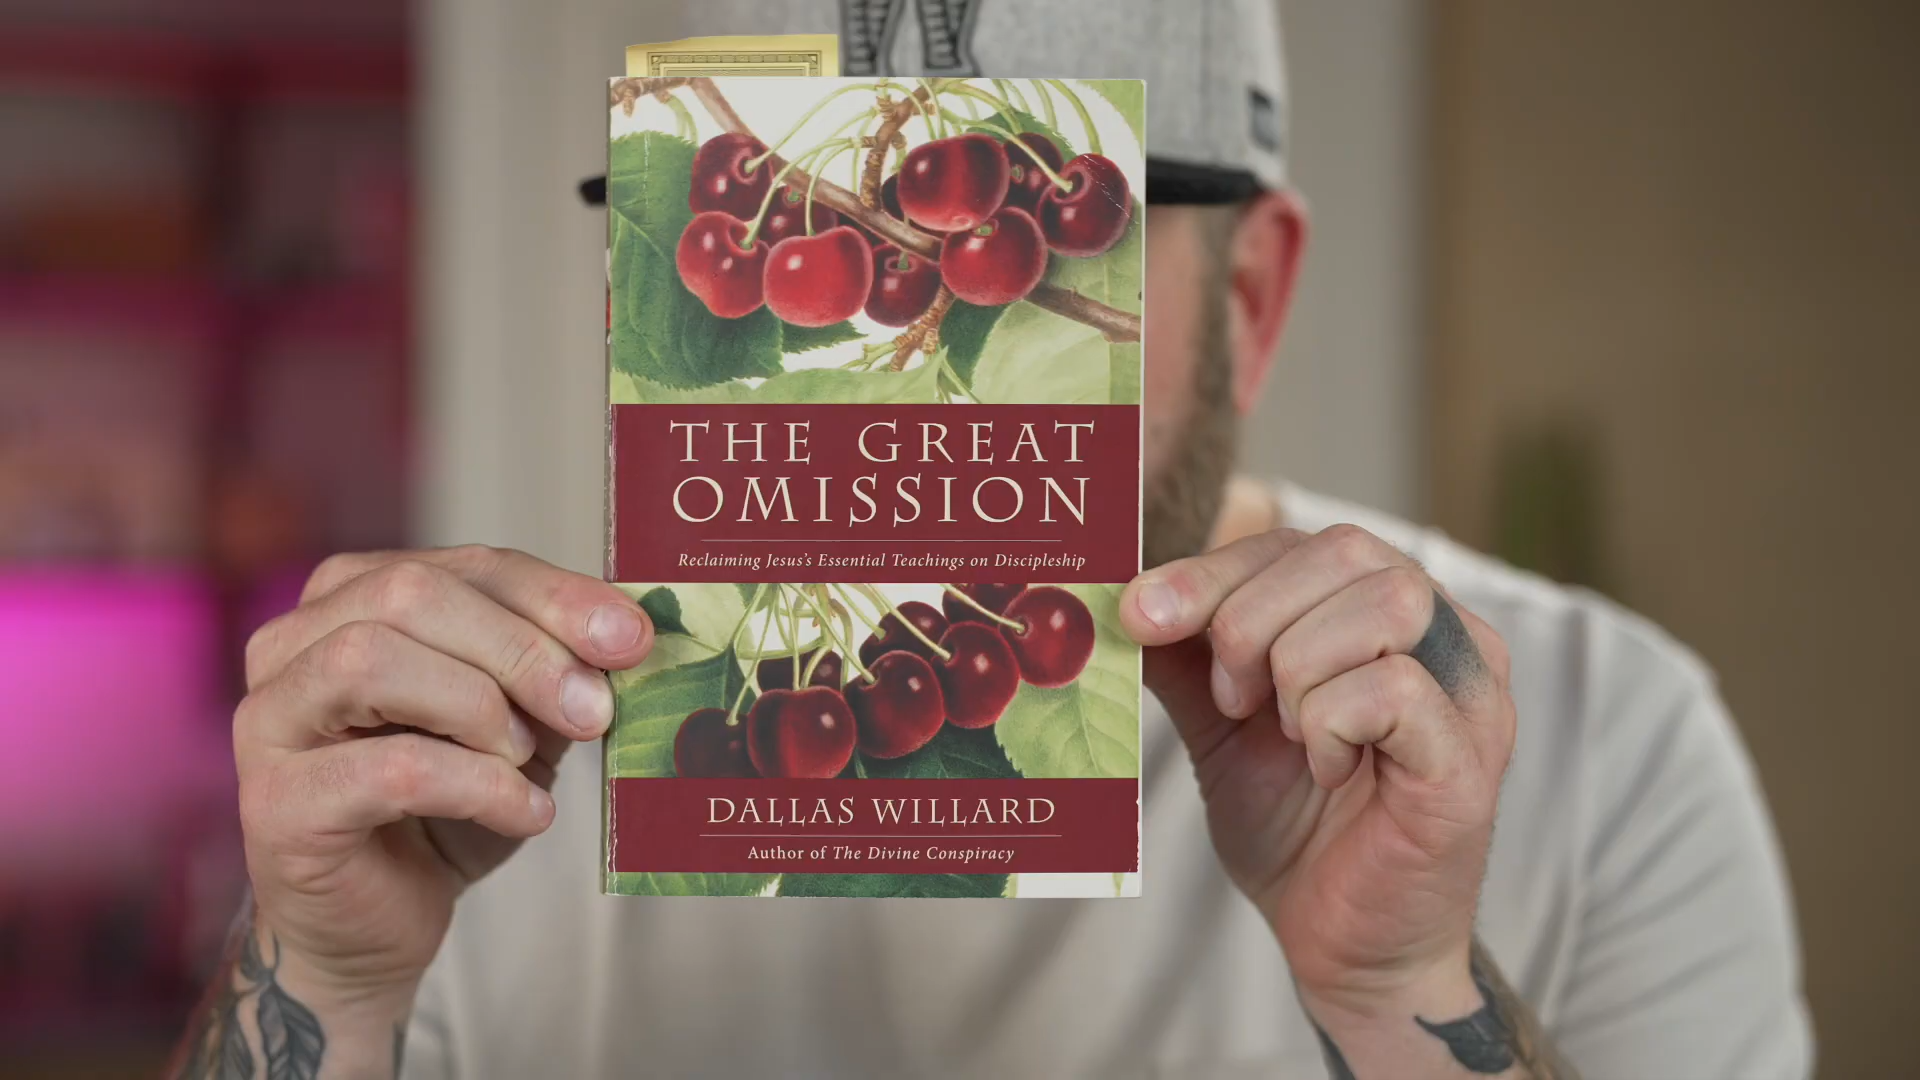 THE GREAT
OMISSION
Reclaiming Jesus's Essential Teachings on Discipleship
DALLAS WILLARD
Author of The Divine Conspiracy